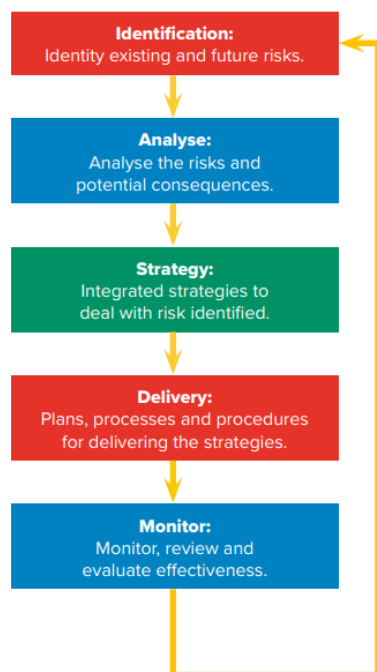 Identification:
Identity existing and future risks.
Analyse:
Analyse the risks and
potential consequences.
Strategy:
Integrated strategies to
deal with risk identified.
Delivery:
Plans, processes and procedures
for delivering the strategies.
Monitor:
Monitor, review and
evaluate effectiveness.